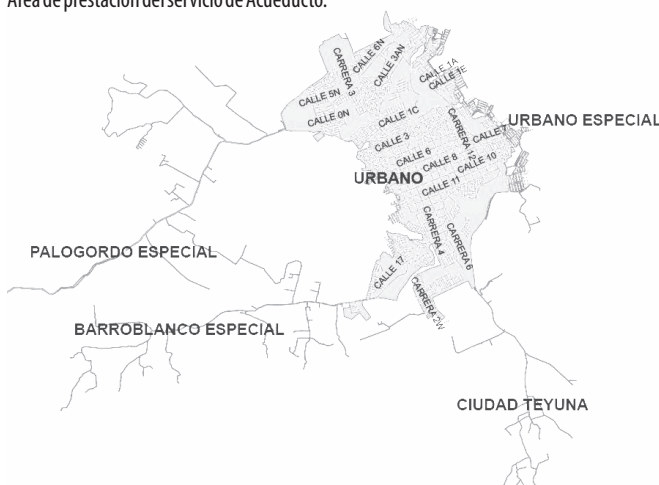 Área de prestación del servicio de Acueducto.
CALLE 6N
CARRERA 3
CALLE 3AN
CALLE 1A
CALLE 1E
CALLE 5N
CALLE 0N
CALLE 1C
CARRERA 12
CALLE 7
URBANO ESPECIAL
CALLE 3
CALLE 6
CALLE 8
CALLE 10
URBANO
CALLE 11
CARRERA 4
CARRERA 6
PALOGORDO ESPECIAL
CALLE 17
CARRERA 2W
BARROBLANCO ESPECIAL
CIUDAD TEYUNA